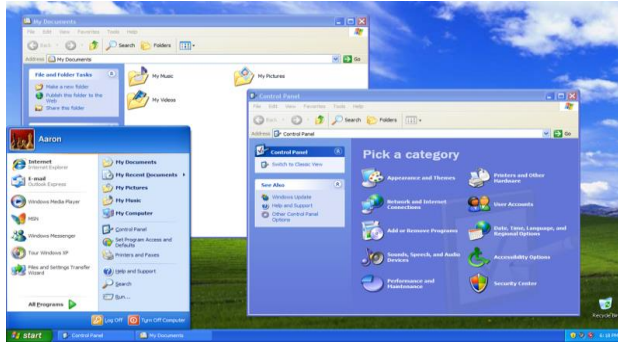 My Documents
File Edit View Favorites Tools Help
Back
Search
Folders
Address
My Documents
Go
File and Folder Tasks
Make a new folder
Publish this folder to the
Web
Share this folder
My Music
My Pictures
My Videos
Control Panel
File Edit View Favorites Tools Help
Back
Search
Folders
Address
Control Panel
Go
Control Panel
Switch to Classic View
See Also
Windows Update
Help and Support
Other Control Panel
Options
Pick a category
Appearance and Themes
Printers and Other
Hardware
Network and Internet
Connections
User Accounts
Add or Remove Programs
Date, Time, Language, and
Regional Options
Sounds, Speech, and Audio
Devices
Accessibility Options
Performance and
Maintenance
Security Center
Aaron
Internet
Internet Explorer
E-mail
Outlook Express
Windows Media Player
MSN
Windows Messenger
Tour Windows XP
Files and Settings Transfer
Wizard
All Programs
My Documents
My Recent Documents
My Pictures
My Music
My Computer
Control Panel
Set Program Access and
Defaults
Printers and Faxes
Help and Support
Search
Run...
Log Off
Turn Off Computer
Recycle Bin
start
Control Panel
My Documents